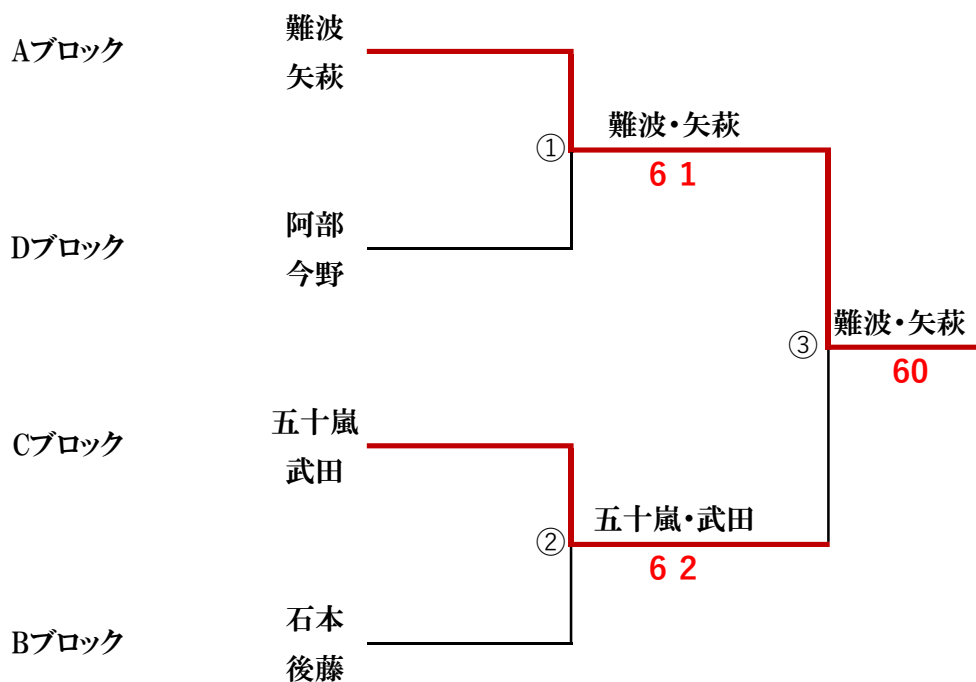 難波
Aブロック
矢萩
難波・矢萩
①
6 1
阿部
Dブロック
今野
難波・矢萩
③
60
五十嵐
Cブロック
武田
五十嵐・武田
②
6 2
石本
Bブロック
後藤